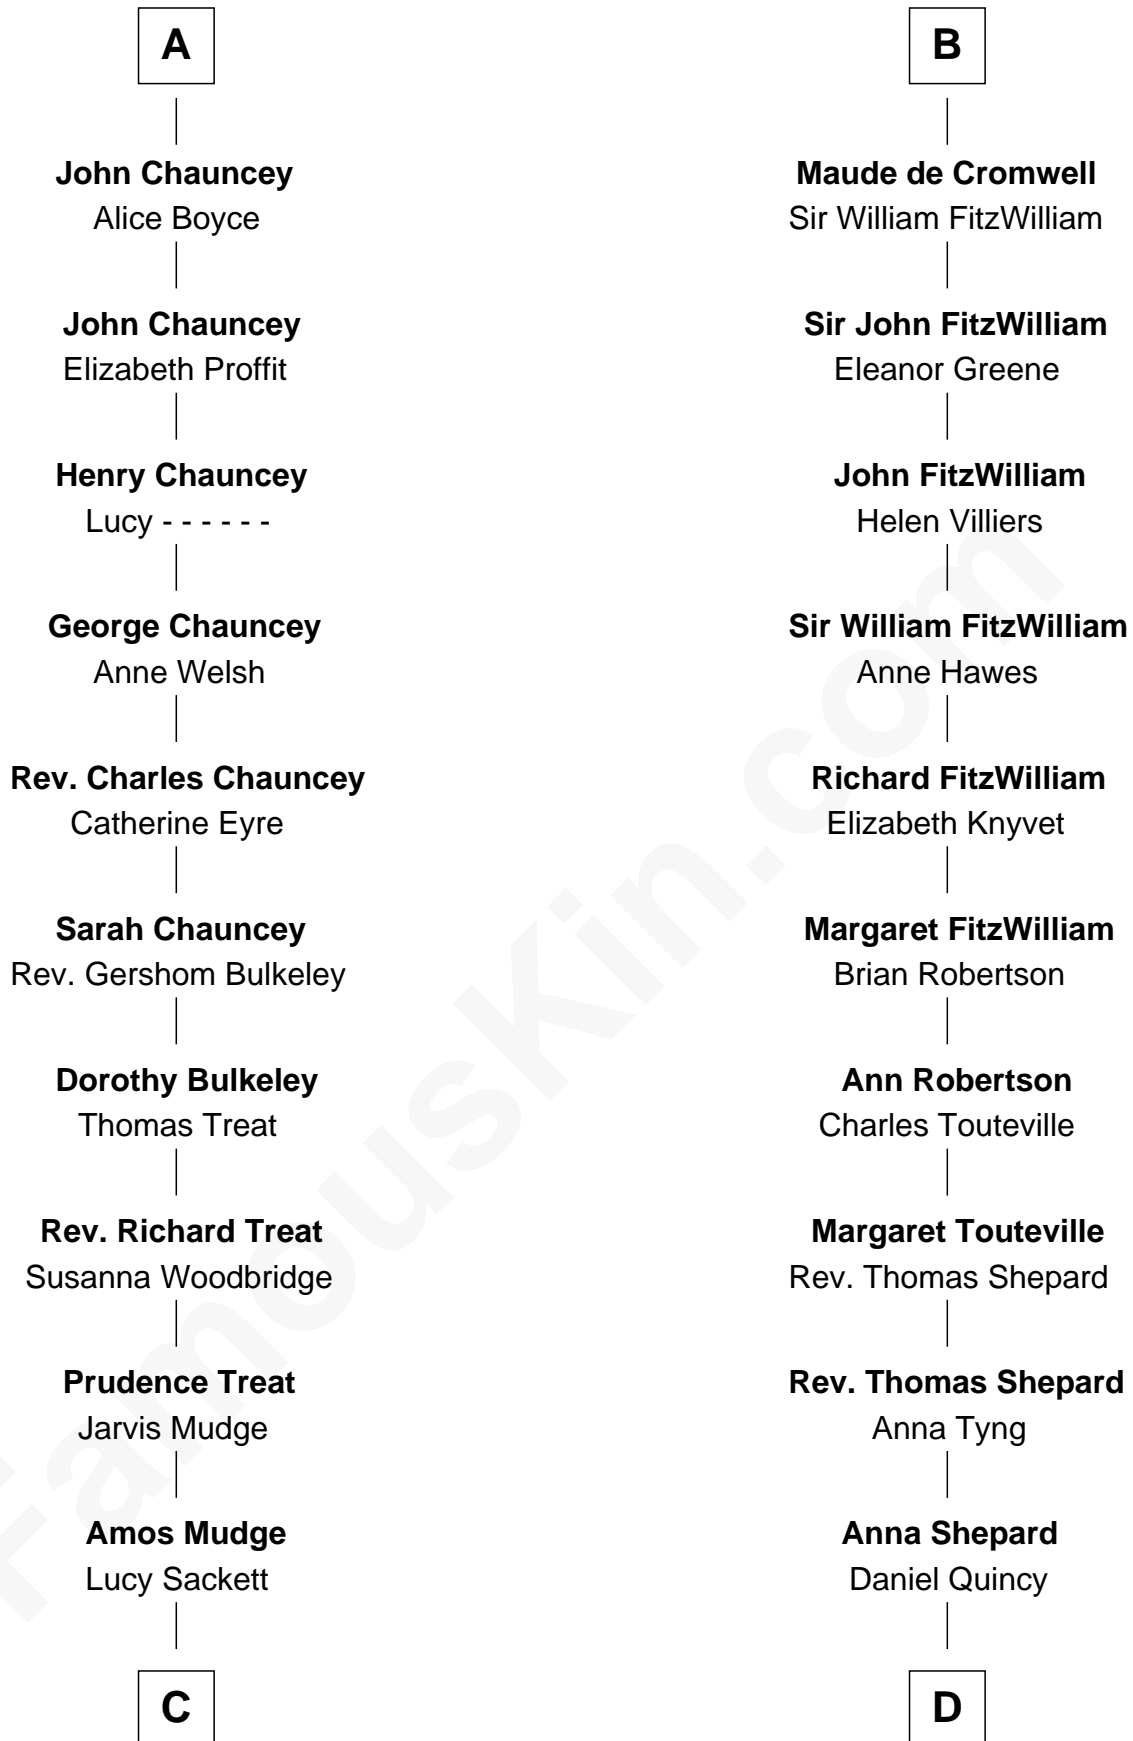 A
John Chauncey
Alice Boyce
John Chauncey
Elizabeth Proffit
Henry Chauncey
Lucy - - - - - -
George Chauncey
Anne Welsh
Rev. Charles Chauncey
Catherine Eyre
Sarah Chauncey
Rev. Gershom Bulkeley
Dorothy Bulkeley
Thomas Treat
Rev. Richard Treat
Susanna Woodbridge
Prudence Treat
Jarvis Mudge
Amos Mudge
Lucy Sackett
C
B
Maude de Cromwell
Sir William FitzWilliam
Sir John FitzWilliam
Eleanor Greene
John FitzWilliam
Helen Villiers
Sir William FitzWilliam
Anne Hawes
Richard FitzWilliam
Elizabeth Knyvet
Margaret FitzWilliam
Brian Robertson
Ann Robertson
Charles Touteville
Margaret Touteville
Rev. Thomas Shepard
Rev. Thomas Shepard
Anna Tyng
Anna Shepard
Daniel Quincy
D
FamousKin.com